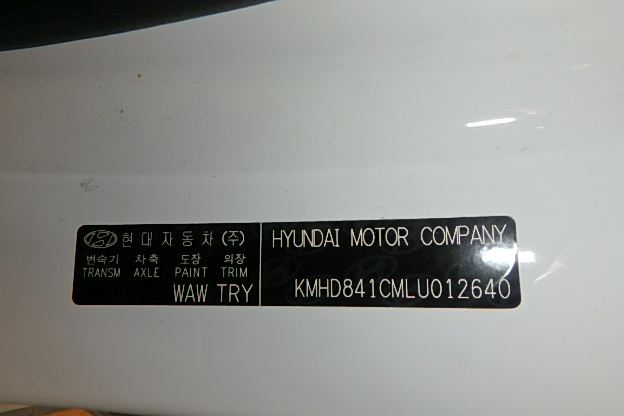 현대자동차(주)
변속기 차축 도장 의장
TRANSM AXLE PAINT TRIM
WAW TRY
HYUNDAI MOTOR COMPANY
KMHD841CMLU012640